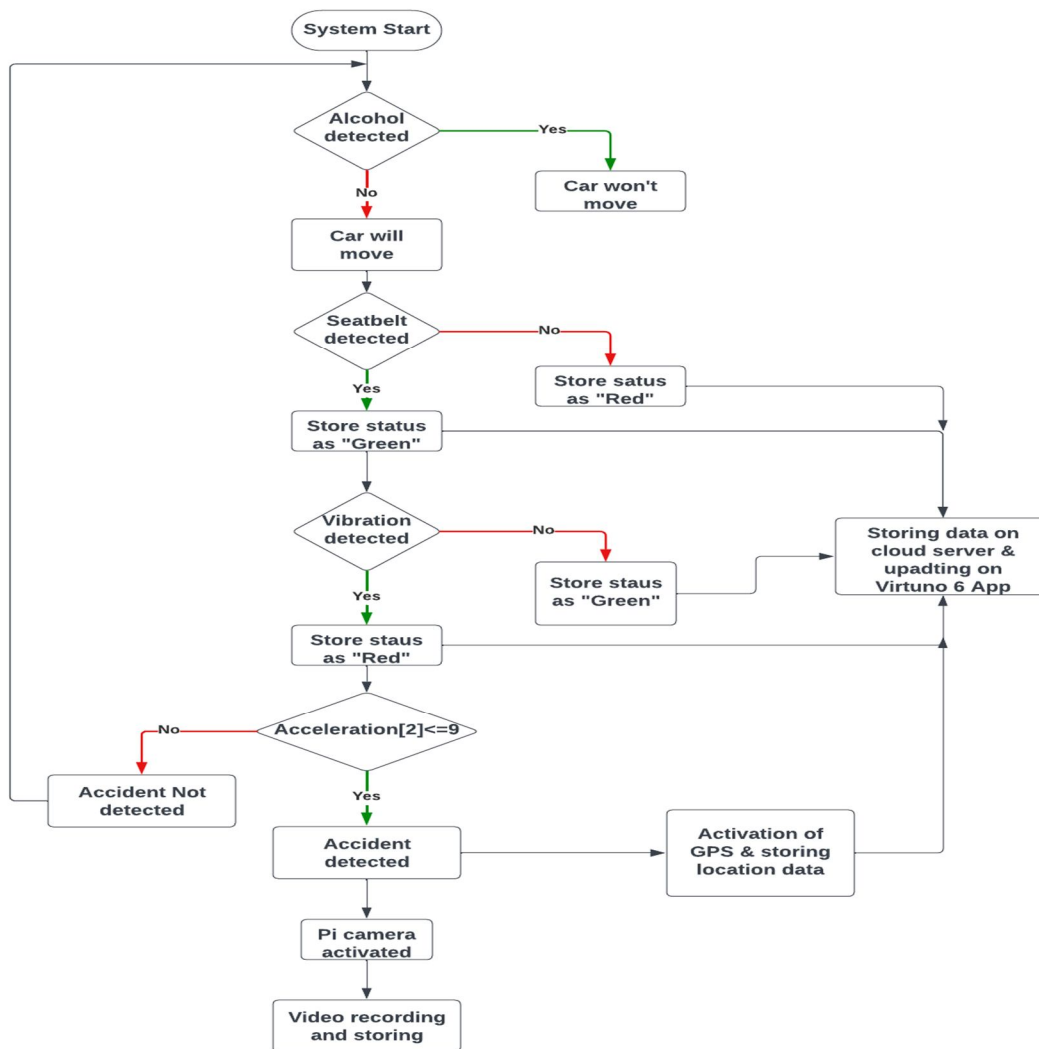 System Start
Alcohol
detected
Yes
Car won't
move
No
Car will
move
Seatbelt
detected
No
Store satus
as "Red"
Yes
Store status
as "Green"
Vibration
detected
No
Store staus
as "Green"
Storing data on
cloud server &
upadting on
Virtuno 6 App
Yes
Store staus
as "Red"
Acceleration[2]<=9
No
Accident Not
detected
Yes
Accident
detected
Activation of
GPS & storing
location data
Pi camera
activated
Video recording
and storing